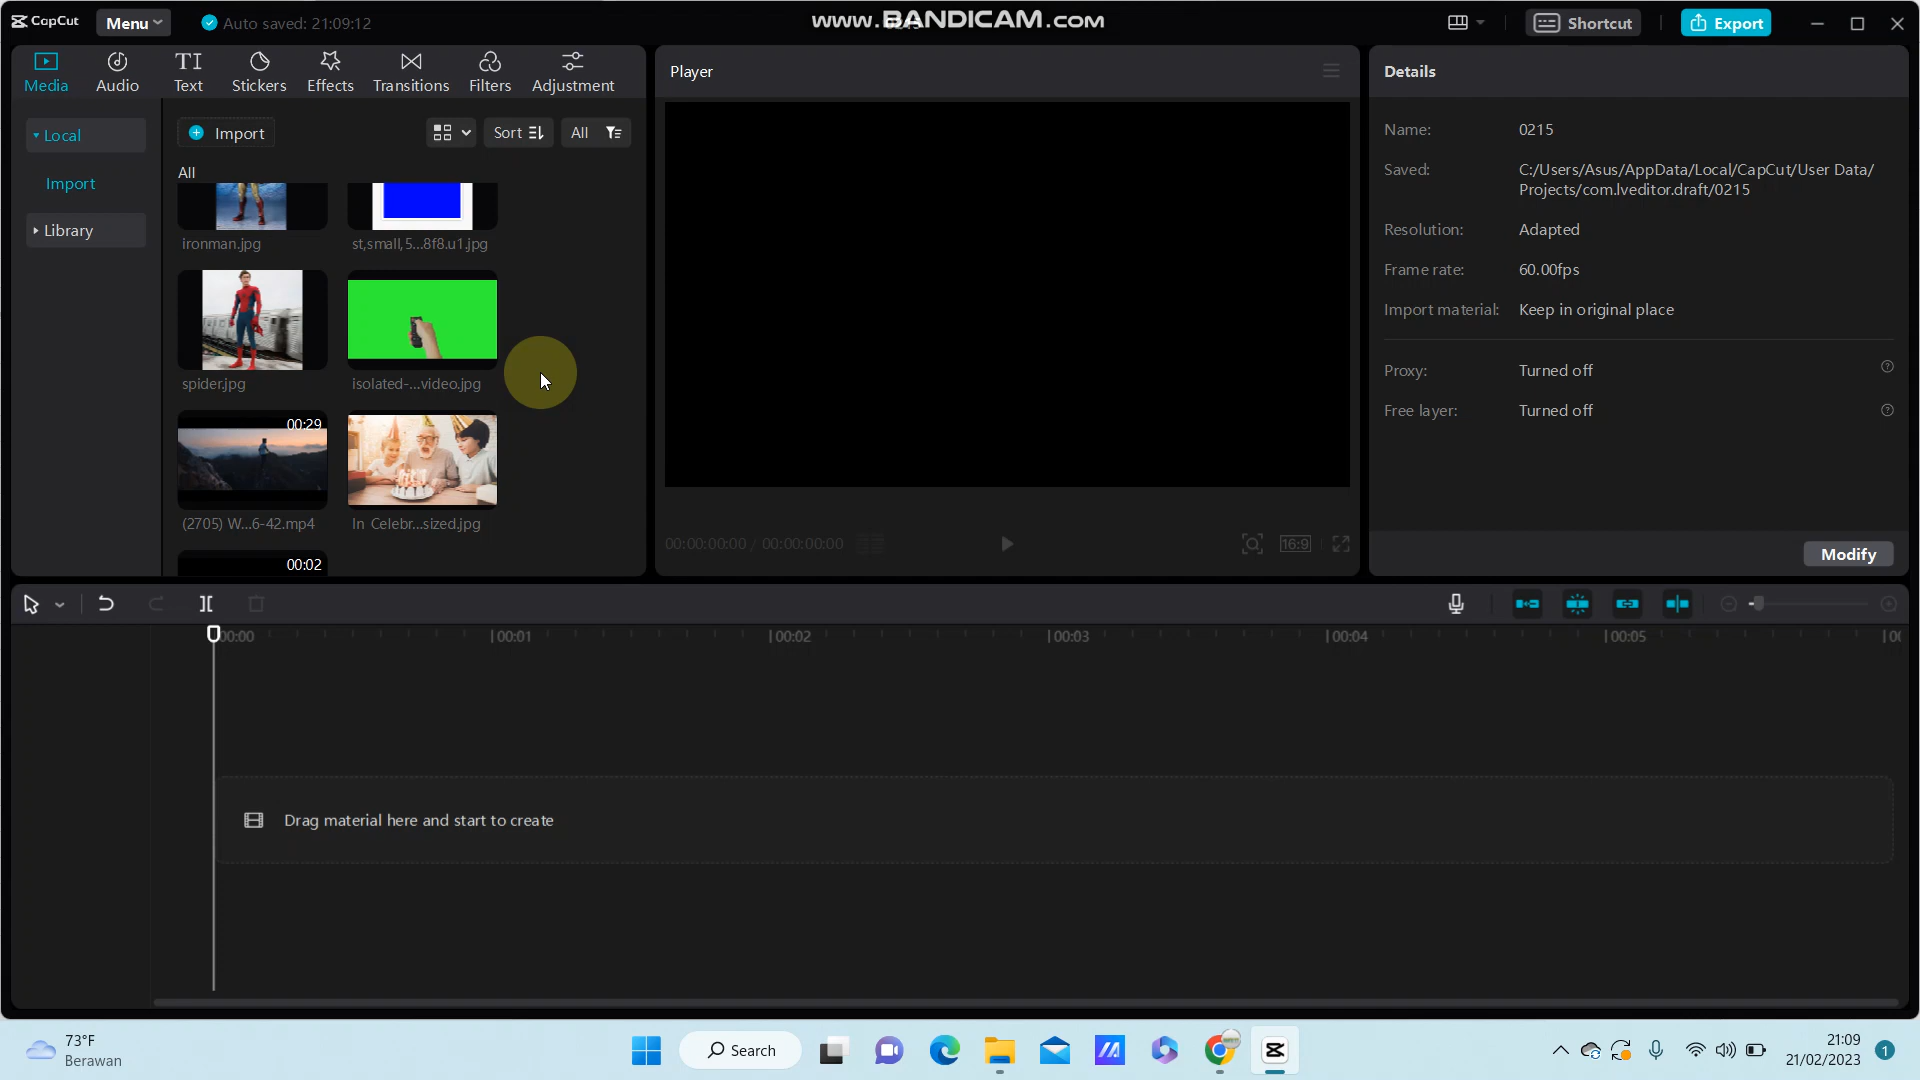 CapCut
Menu
Auto saved: 21:09:12
www.BANDICAM.com
Shortcut
Export
Media
Audio
Text
Stickers
Effects
Transitions
Filters
Adjustment
Local
Import
Library
Import
Sort
All
All
ironman.jpg
st,small,5...8f8.u1.jpg
spider.jpg
isolated-...video.jpg
00:29
(2705) W...6-42.mp4
In Celebr...sized.jpg
00:02
Player
00:00:00:00 / 00:00:00:00
16:9
Details
Name: 0215
Saved: C:/Users/Asus/AppData/Local/CapCut/User Data/
Projects/com.lveditor.draft/0215
Resolution: Adapted
Frame rate: 60.00fps
Import material: Keep in original place
Proxy: Turned off
Free layer: Turned off
Modify
00:00
00:01
00:02
00:03
00:04
00:05
Drag material here and start to create
73°F
Berawan
Search
21:09
21/02/2023
1